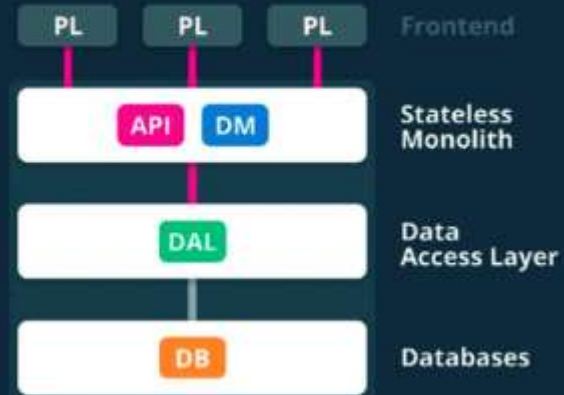 PL PL PL Frontend
API DM Stateless
Monolith
DAL Data
Access Layer
DB Databases